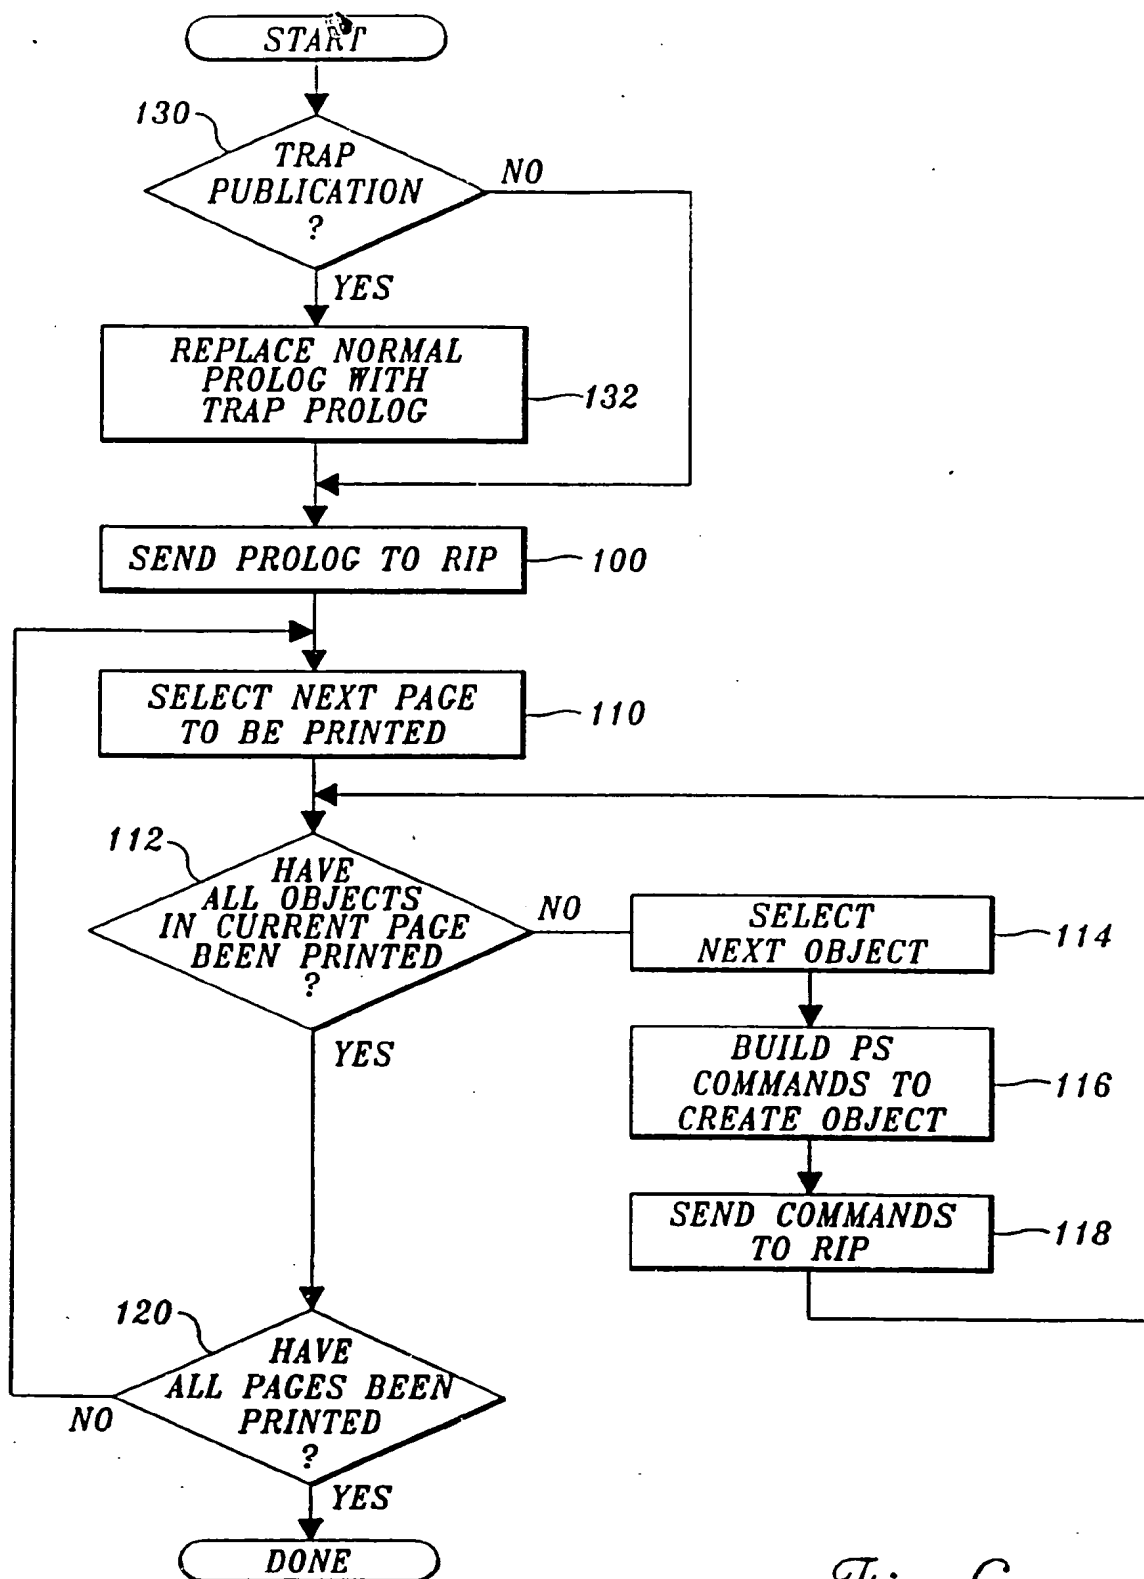 START
130
TRAP
PUBLICATION
?
NO
YES
REPLACE NORMAL
PROLOG WITH
TRAP PROLOG
132
SEND PROLOG TO RIP
100
SELECT NEXT PAGE
TO BE PRINTED
110
112
HAVE
ALL OBJECTS
IN CURRENT PAGE
BEEN PRINTED
?
NO
YES
SELECT
NEXT OBJECT
114
BUILD PS
COMMANDS TO
CREATE OBJECT
116
SEND COMMANDS
TO RIP
118
120
HAVE
ALL PAGES BEEN
PRINTED
?
NO
YES
DONE